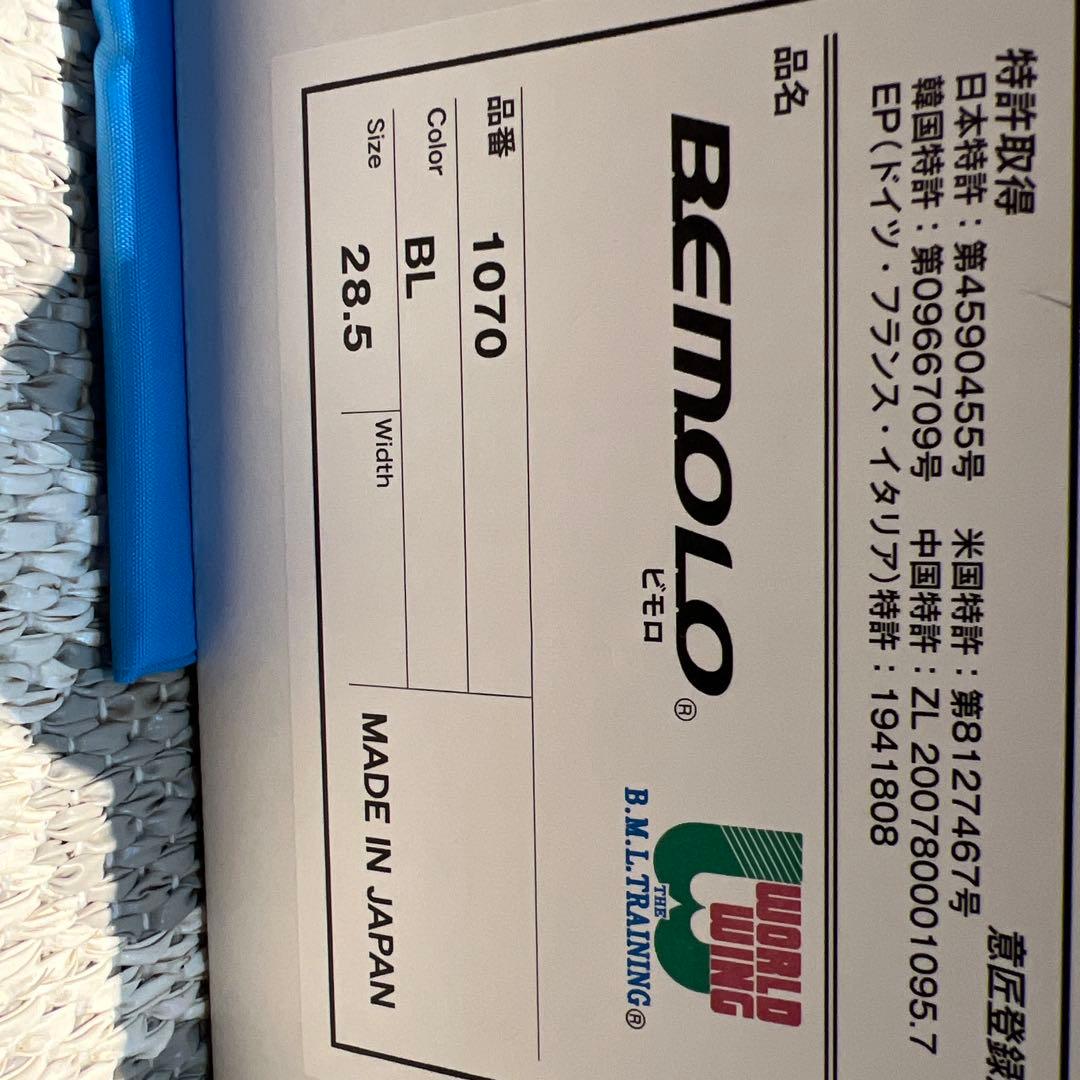 特許取得
日本特許：第4590455号 米国特許：第8127467号
韓国特許：第0966709号 中国特許：ZL 200780001095.7
EP(ドイツ・フランス・イタリア)特許：1941808
意匠登録
品名
BEMOLO®
ビモロ
WORLD
WING
THE
B.M.L.TRAINING®
品番 1070
Color BL
Size 28.5 Width
MADE IN JAPAN